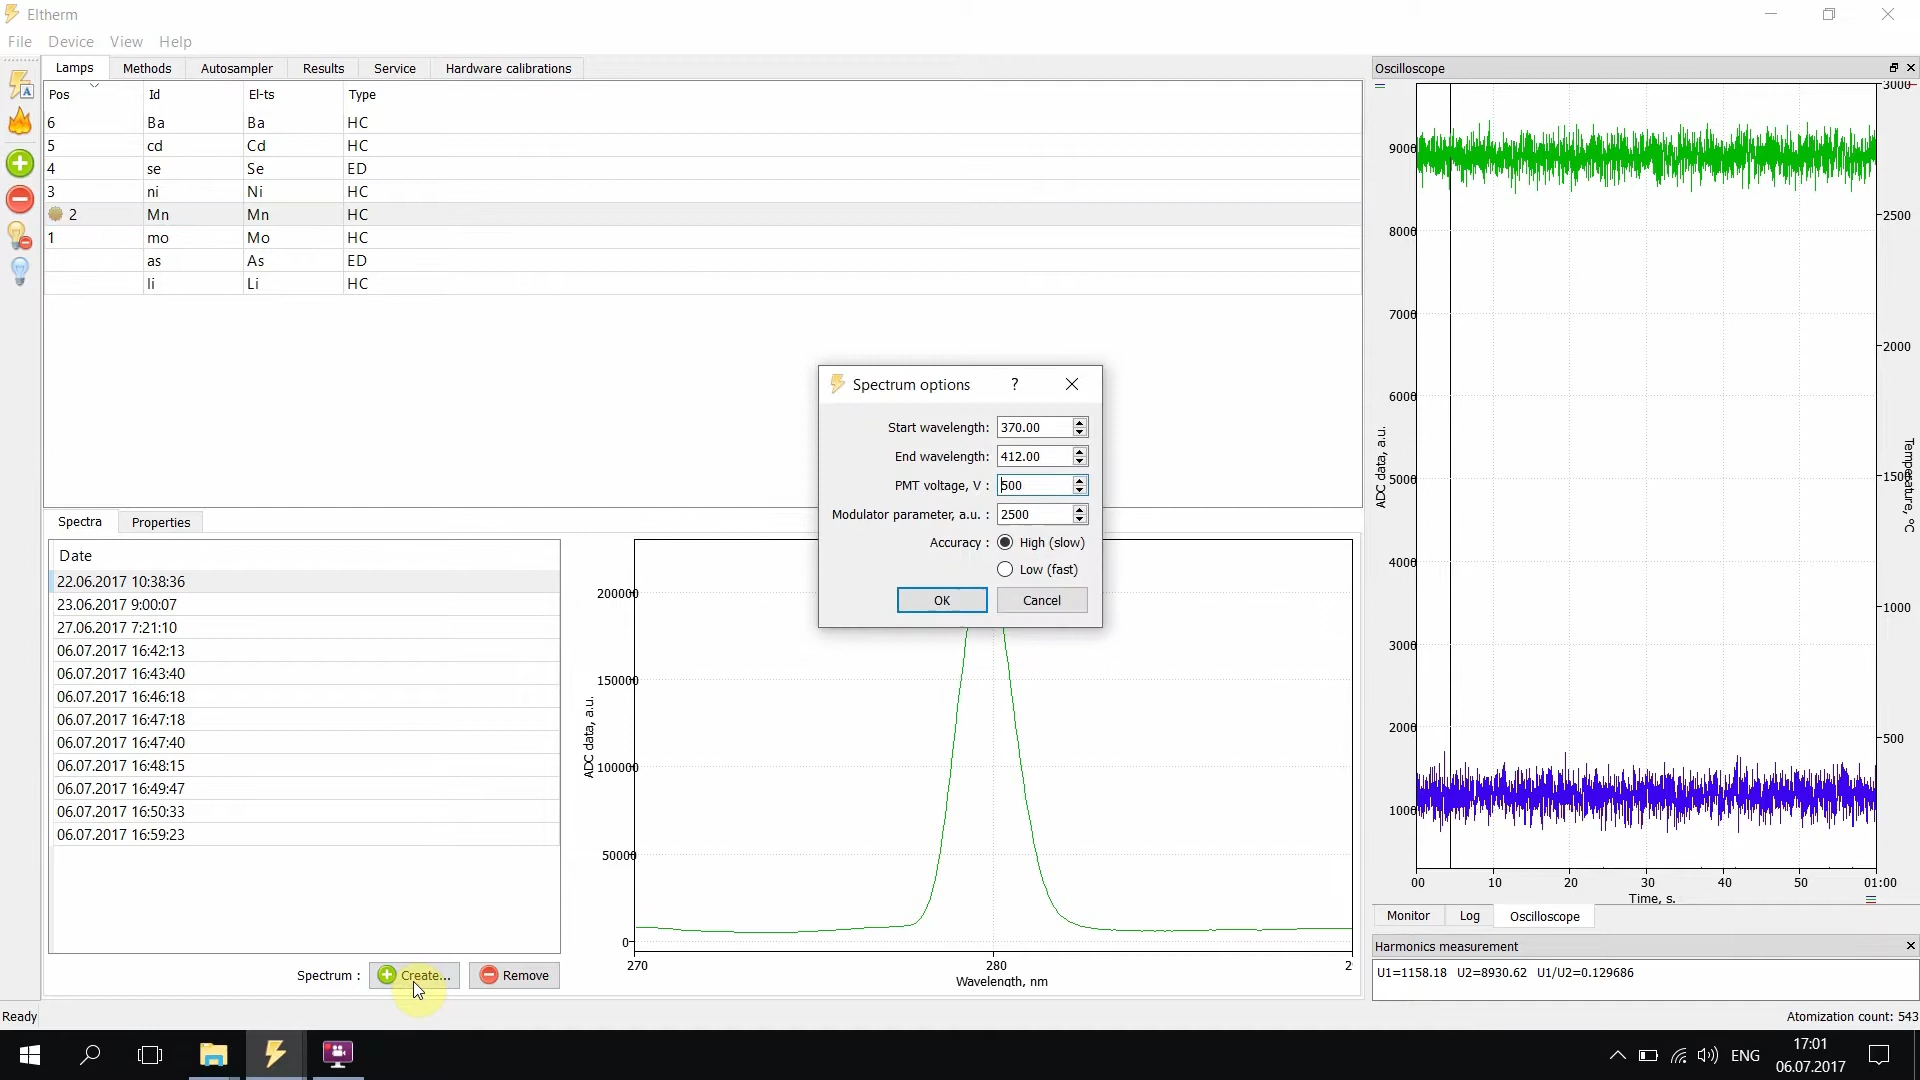 Eltherm
File Device View Help
Lamps Methods Autosampler Results Service Hardware calibrations
Pos Id El-ts Type
6 Ba Ba HC
5 cd Cd HC
4 se Se ED
3 ni Ni HC
2 Mn Mn HC
1 mo Mo HC
as As ED
li Li HC
Spectrum options ?
Start wavelength: 370.00
End wavelength: 412.00
PMT voltage, V : 500
Modulator parameter, a.u. : 2500
Accuracy : High (slow)
Low (fast)
OK Cancel
Spectra Properties
Date
22.06.2017 10:38:36
23.06.2017 9:00:07
27.06.2017 7:21:10
06.07.2017 16:42:13
06.07.2017 16:43:40
06.07.2017 16:46:18
06.07.2017 16:47:18
06.07.2017 16:47:40
06.07.2017 16:48:15
06.07.2017 16:49:47
06.07.2017 16:50:33
06.07.2017 16:59:23
Spectrum : Create... Remove
ADC data, a.u.
200000
150000
100000
50000
0
270 280 2
Wavelength, nm
Oscilloscope
ADC data, a.u.
9000
8000
7000
6000
5000
4000
3000
2000
1000
3000
2500
2000
1500
1000
500
Temperature, °C
00 10 20 30 40 50 01:00
Time, s.
Monitor Log Oscilloscope
Harmonics measurement
U1=1158.18 U2=8930.62 U1/U2=0.129686
Ready
Atomization count: 543
ENG
17:01
06.07.2017